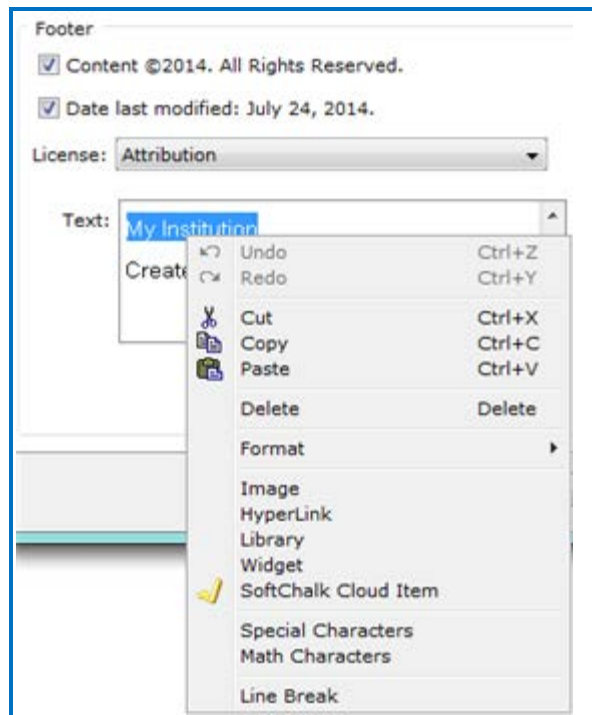 Footer
Content ©2014. All Rights Reserved.
Date last modified: July 24, 2014.
License: Attribution
Text: My Institution
Undo Ctrl+Z
Create
Redo Ctrl+Y
Cut Ctrl+X
Copy Ctrl+C
Paste Ctrl+V
Delete Delete
Format
Image
HyperLink
Library
Widget
SoftChalk Cloud Item
Special Characters
Math Characters
Line Break